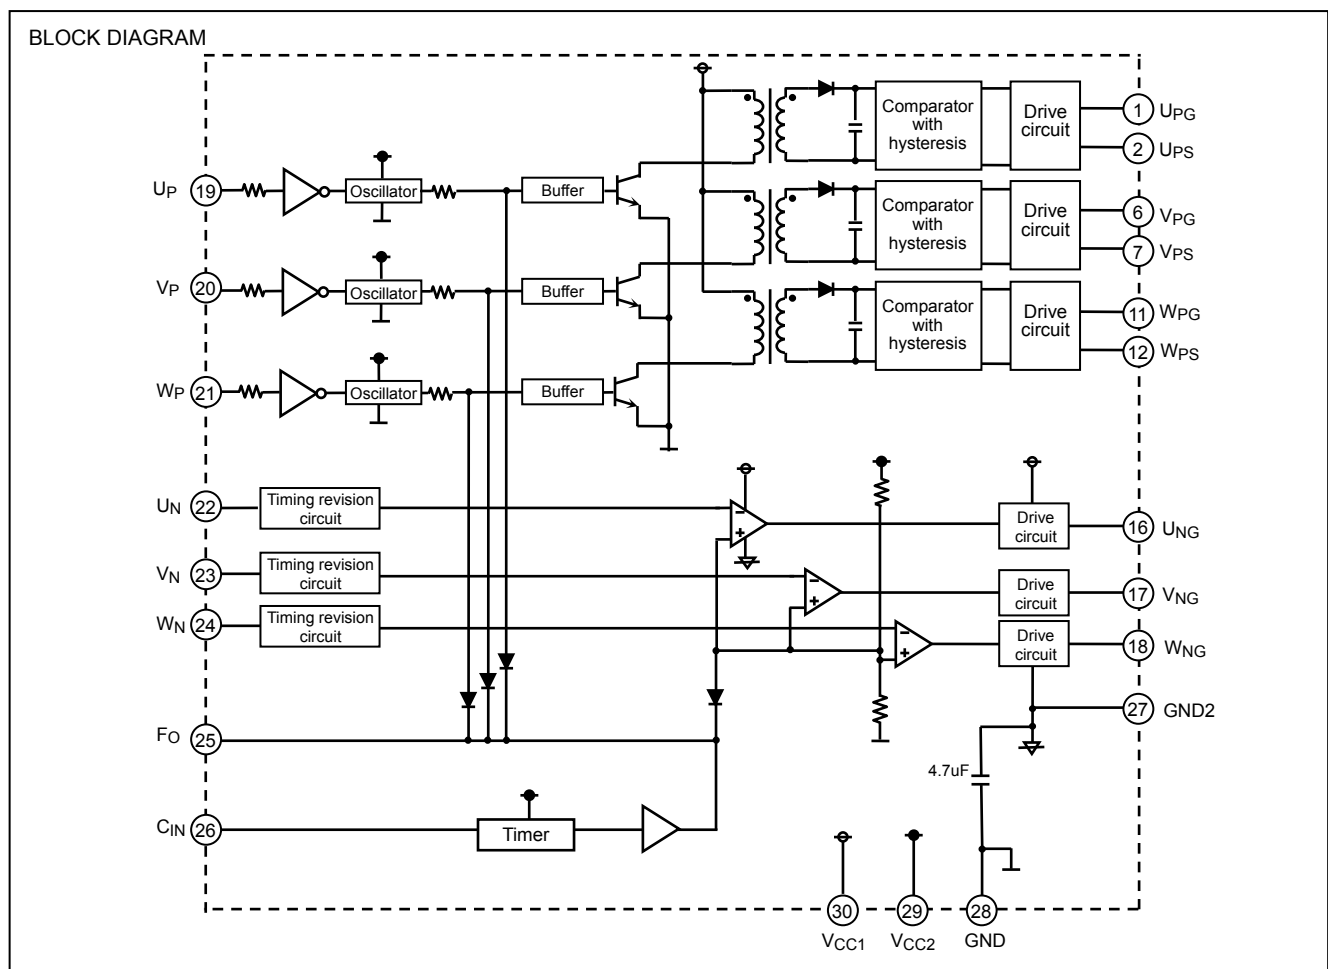 BLOCK DIAGRAM
Comparator
with
hysteresis
Drive
circuit
1 UPG
2 UPS
UP 19
Oscillator
Buffer
Comparator
with
hysteresis
Drive
circuit
6 VPG
7 VPS
VP 20
Oscillator
Buffer
Comparator
with
hysteresis
Drive
circuit
11 WPG
12 WPS
WP 21
Oscillator
Buffer
UN 22
Timing revision
circuit
−
+
Drive
circuit
16 UNG
VN 23
Timing revision
circuit
−
+
Drive
circuit
17 VNG
WN 24
Timing revision
circuit
−
+
Drive
circuit
18 WNG
27 GND2
FO 25
4.7uF
CIN 26
Timer
30
VCC1
29
VCC2
28
GND